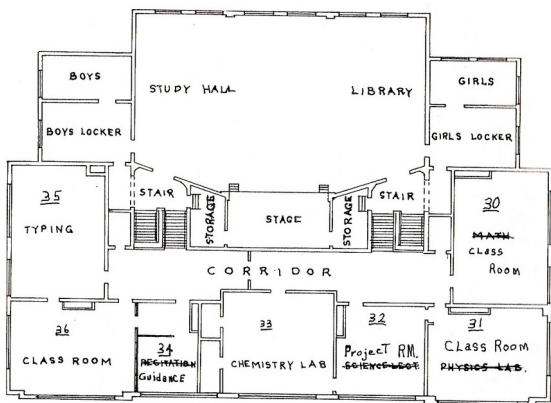 BOYS
STUDY HALL
LIBRARY
GIRLS
BOYS LOCKER
GIRLS LOCKER
35
TYPING
STAIR
STORAGE
STAGE
STORAGE
STAIR
30
MATH
CLASS
ROOM
CORRIDOR
36
CLASS ROOM
34
RECITATION
Guidance
33
CHEMISTRY LAB
32
Project RM.
SCIENCE LECT.
31
CLASS ROOM
PHYSICS LAB.